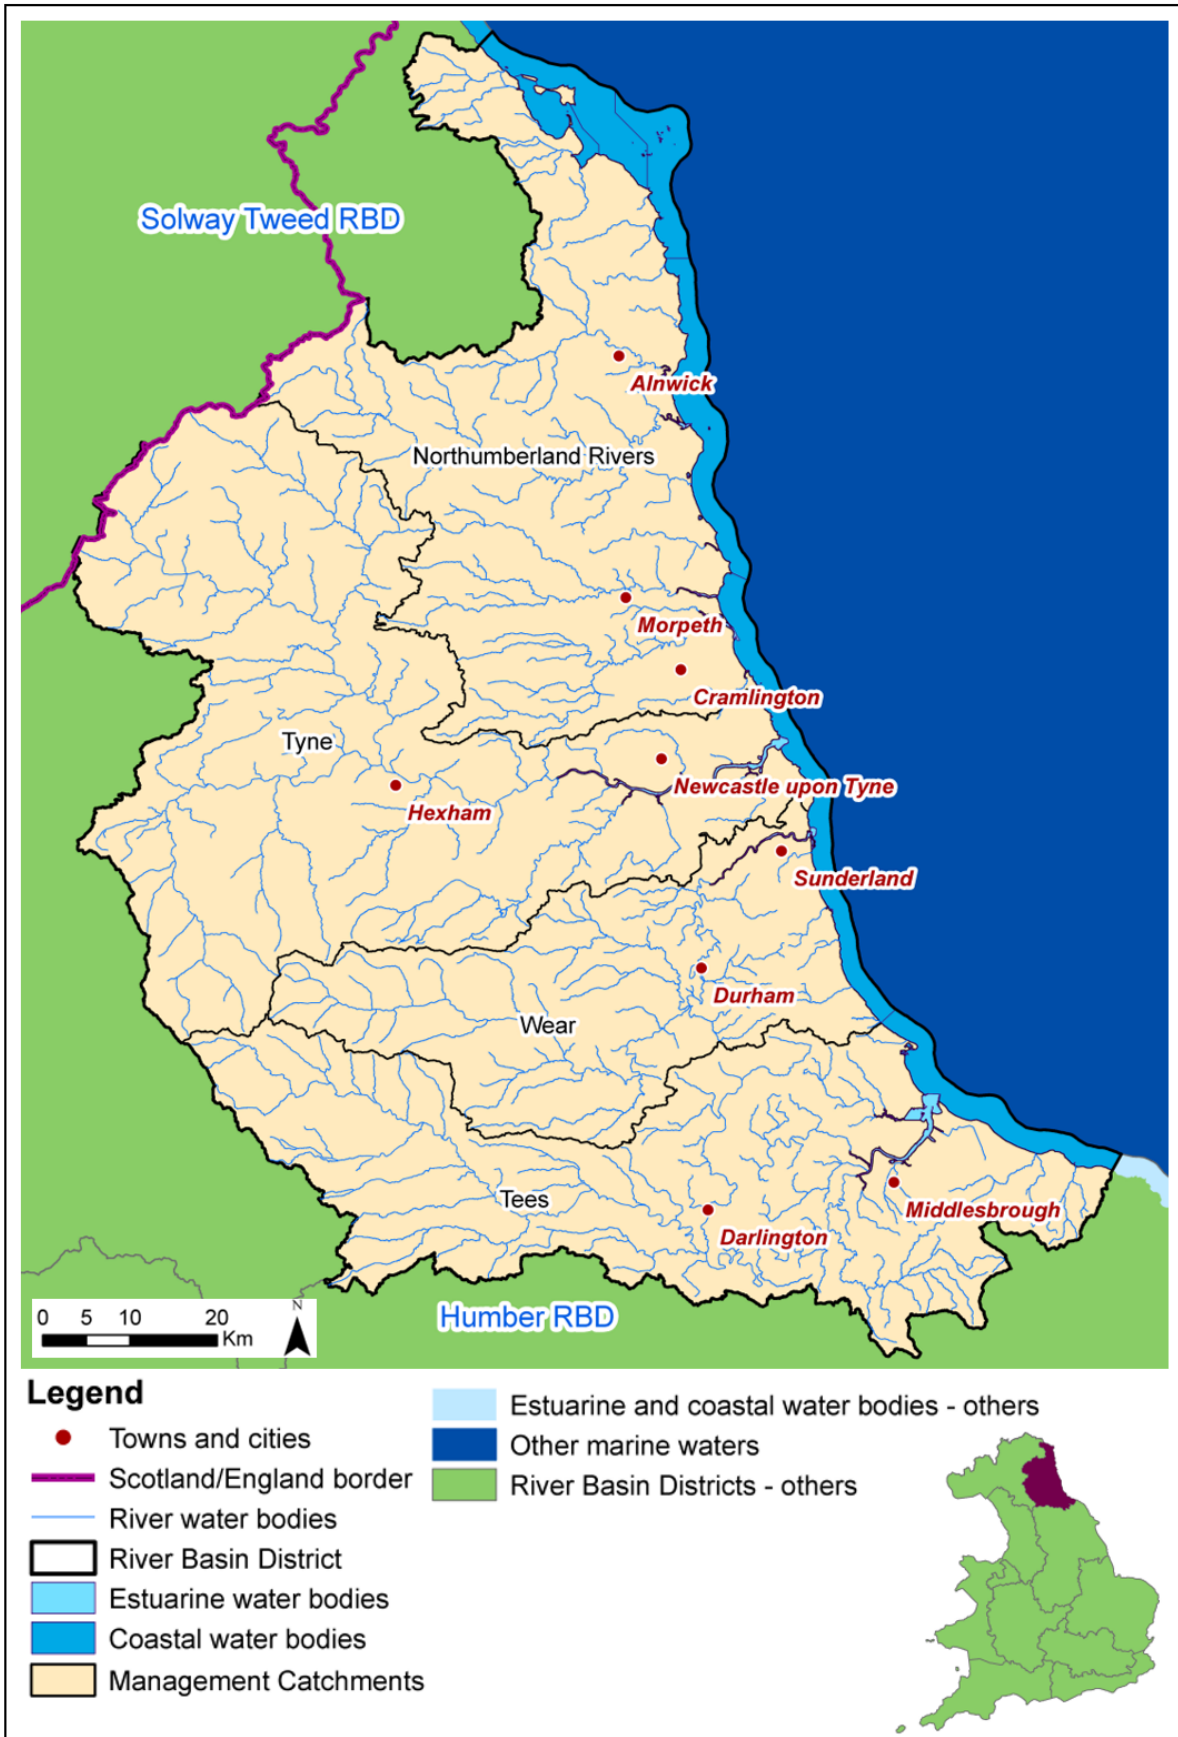 Solway Tweed RBD
Alnwick
Northumberland Rivers
Morpeth
Cramlington
Tyne
Newcastle upon Tyne
Hexham
Sunderland
Durham
Wear
Tees
Middlesbrough
Darlington
Humber RBD
0 5 10 20
Km
N
Legend
Towns and cities
Scotland/England border
River water bodies
River Basin District
Estuarine water bodies
Coastal water bodies
Management Catchments
Estuarine and coastal water bodies - others
Other marine waters
River Basin Districts - others